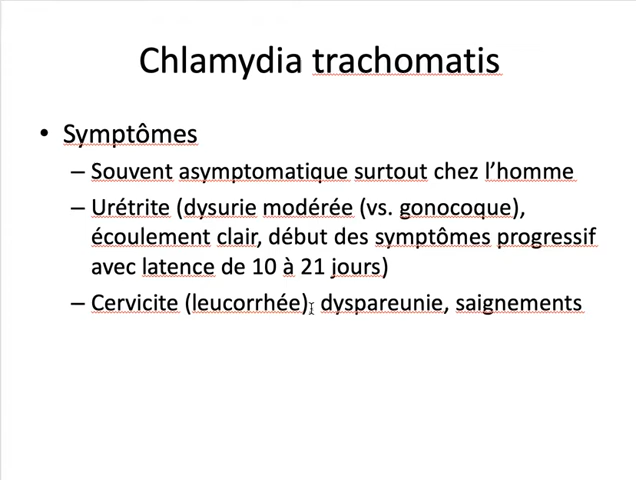 Chlamydia trachomatis
• Symptômes
– Souvent asymptomatique surtout chez l’homme
– Urétrite (dysurie modérée (vs. gonocoque),
écoulement clair, début des symptômes progressif
avec latence de 10 à 21 jours)
– Cervicite (leucorrhée), dyspareunie, saignements